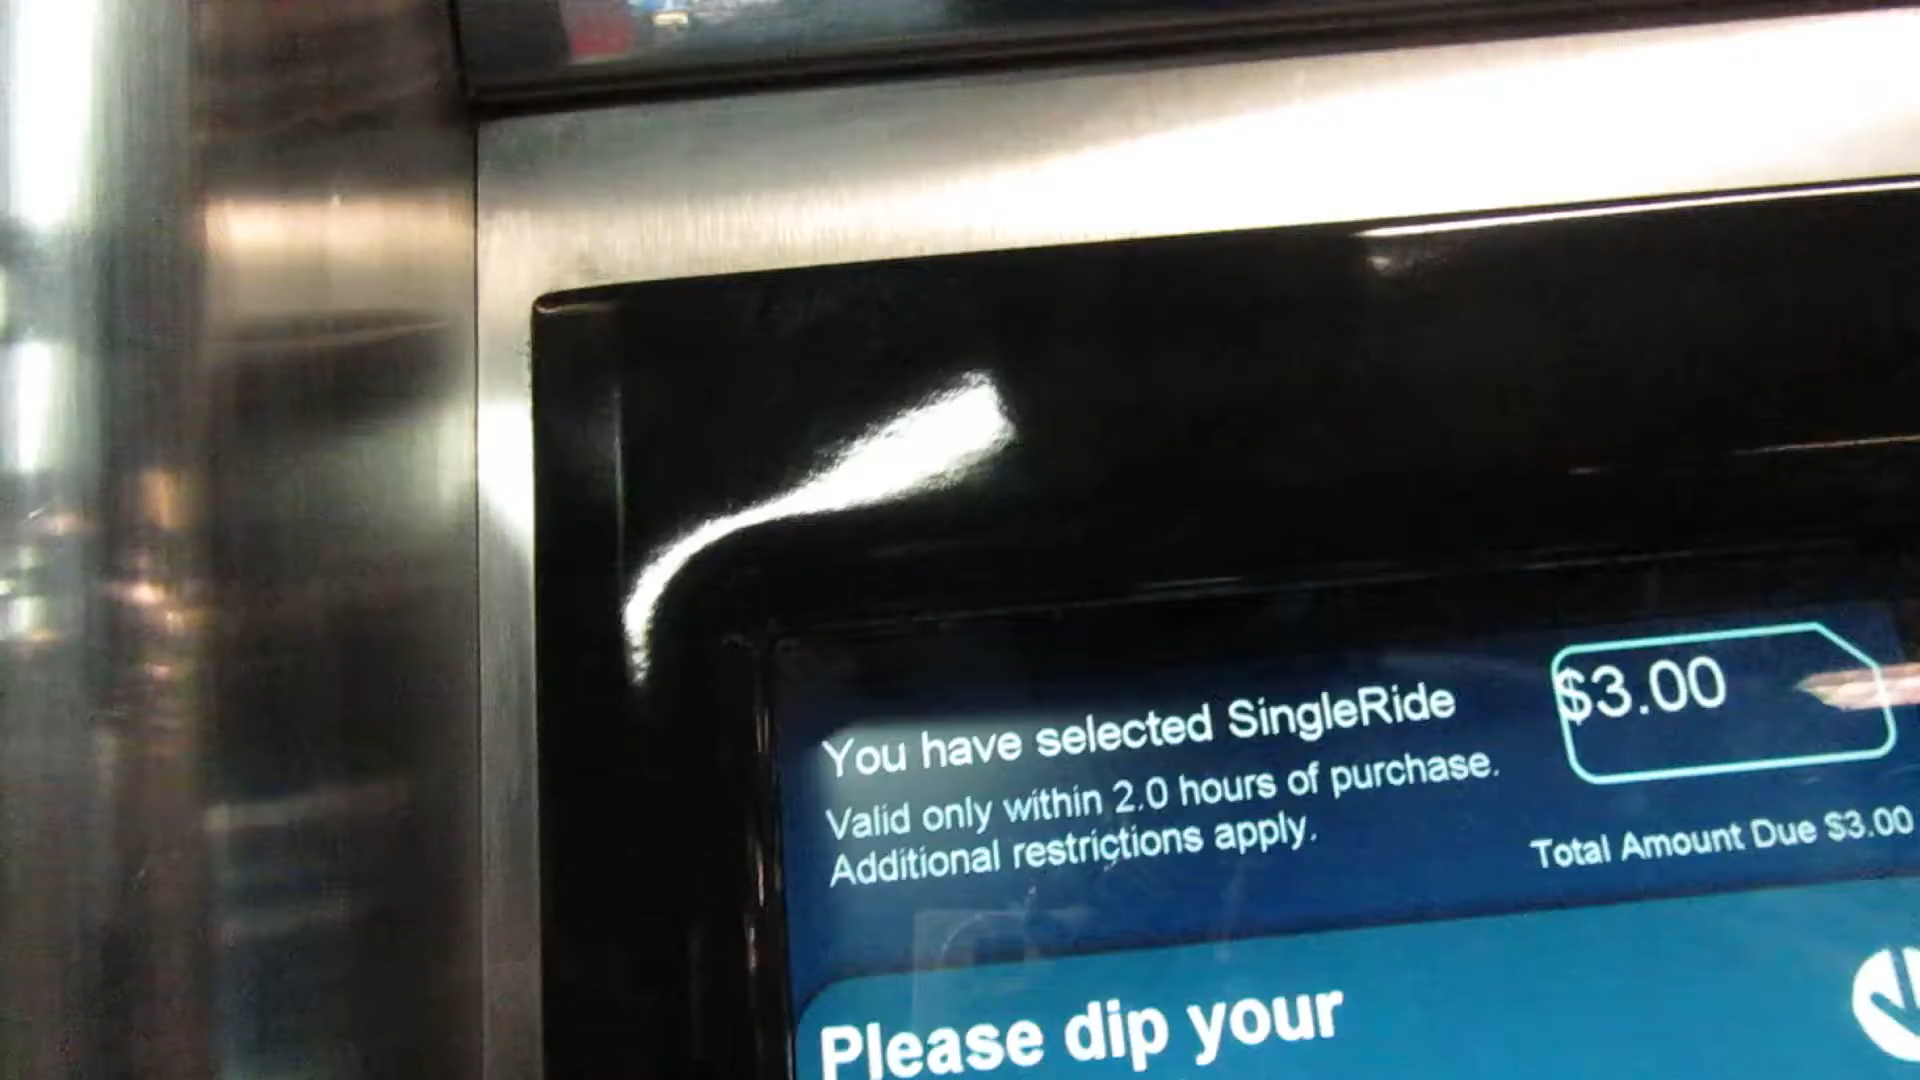 You have selected SingleRide
$3.00
Valid only within 2.0 hours of purchase.
Additional restrictions apply.
Total Amount Due $3.00
Please dip your